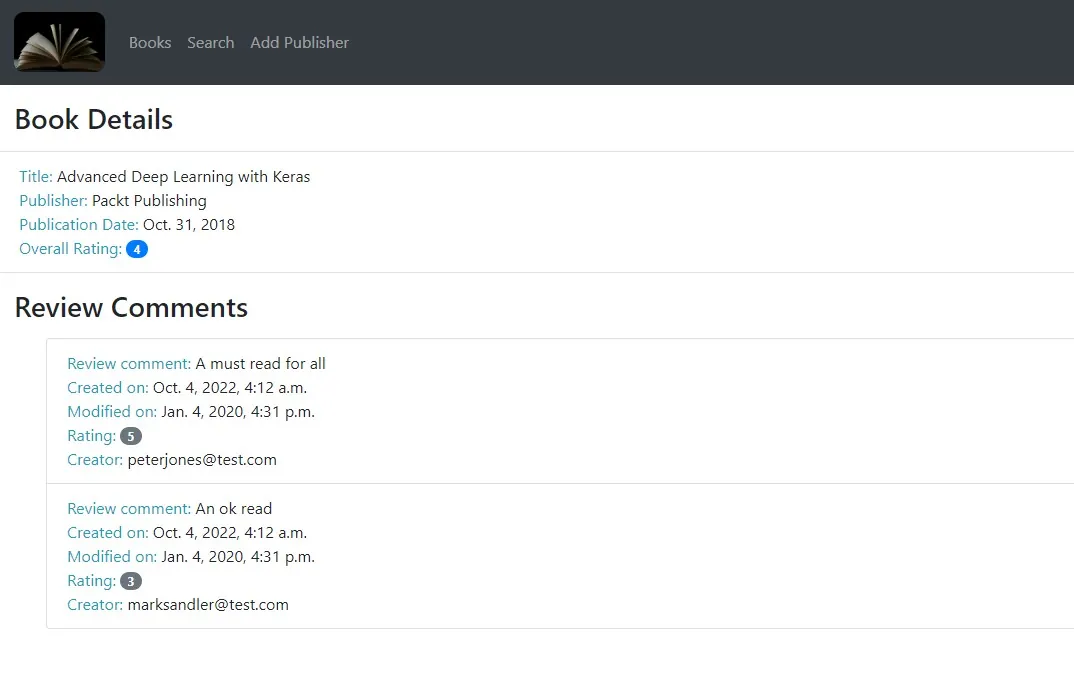 Books Search Add Publisher
Book Details
Title: Advanced Deep Learning with Keras
Publisher: Packt Publishing
Publication Date: Oct. 31, 2018
Overall Rating: 4
Review Comments
Review comment: A must read for all
Created on: Oct. 4, 2022, 4:12 a.m.
Modified on: Jan. 4, 2020, 4:31 p.m.
Rating: 5
Creator: peterjones@test.com
Review comment: An ok read
Created on: Oct. 4, 2022, 4:12 a.m.
Modified on: Jan. 4, 2020, 4:31 p.m.
Rating: 3
Creator: marksandler@test.com